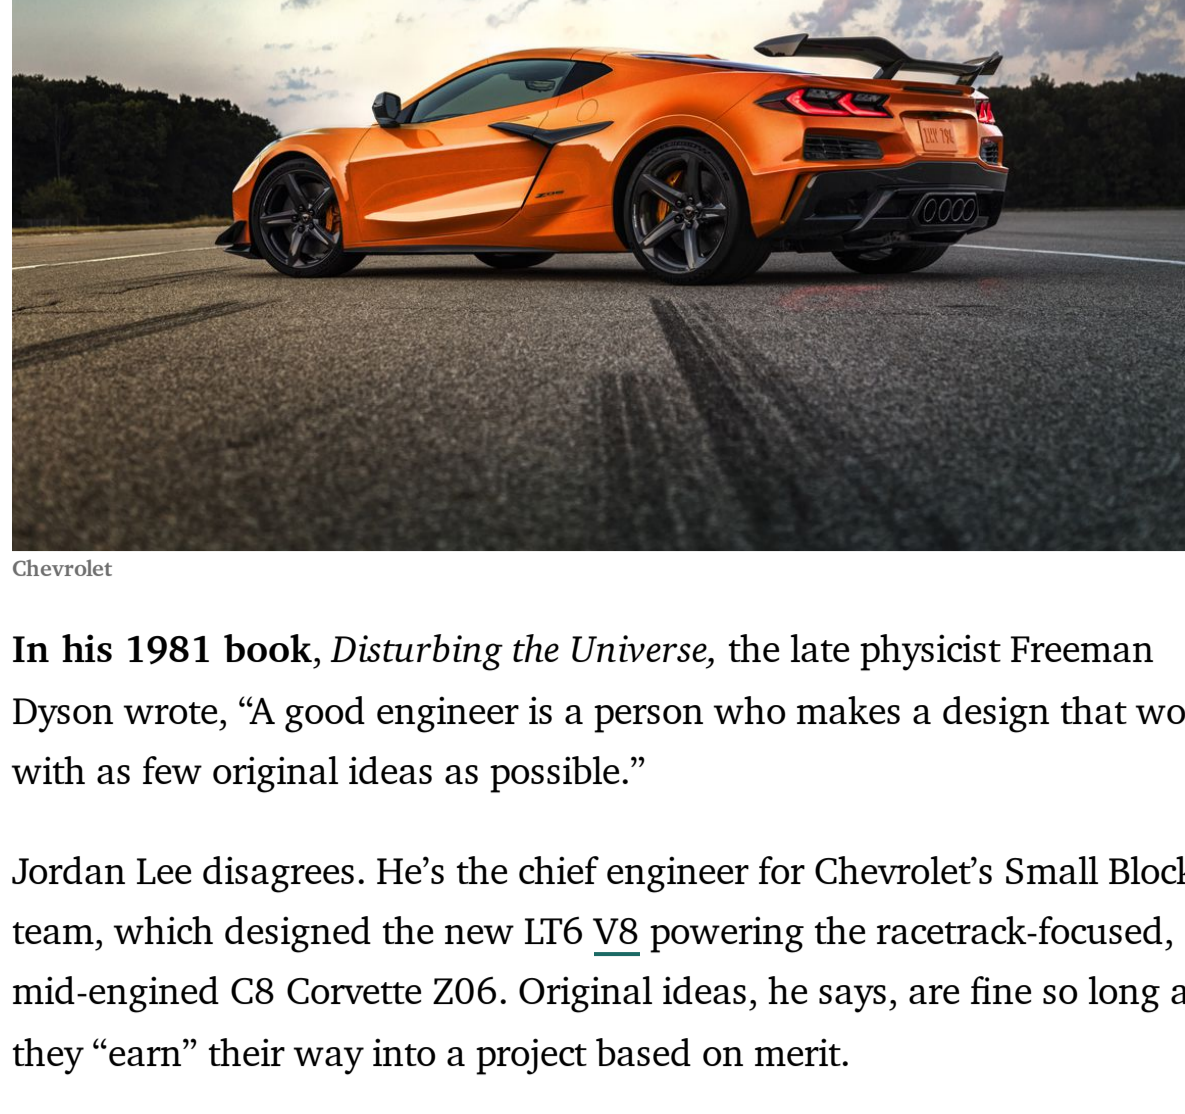 Z06
Chevrolet
In his 1981 book, Disturbing the Universe, the late physicist Freeman
Dyson wrote, “A good engineer is a person who makes a design that wo
with as few original ideas as possible.”
Jordan Lee disagrees. He’s the chief engineer for Chevrolet’s Small Block
team, which designed the new LT6 V8 powering the racetrack-focused,
mid-engined C8 Corvette Z06. Original ideas, he says, are fine so long a
they “earn” their way into a project based on merit.